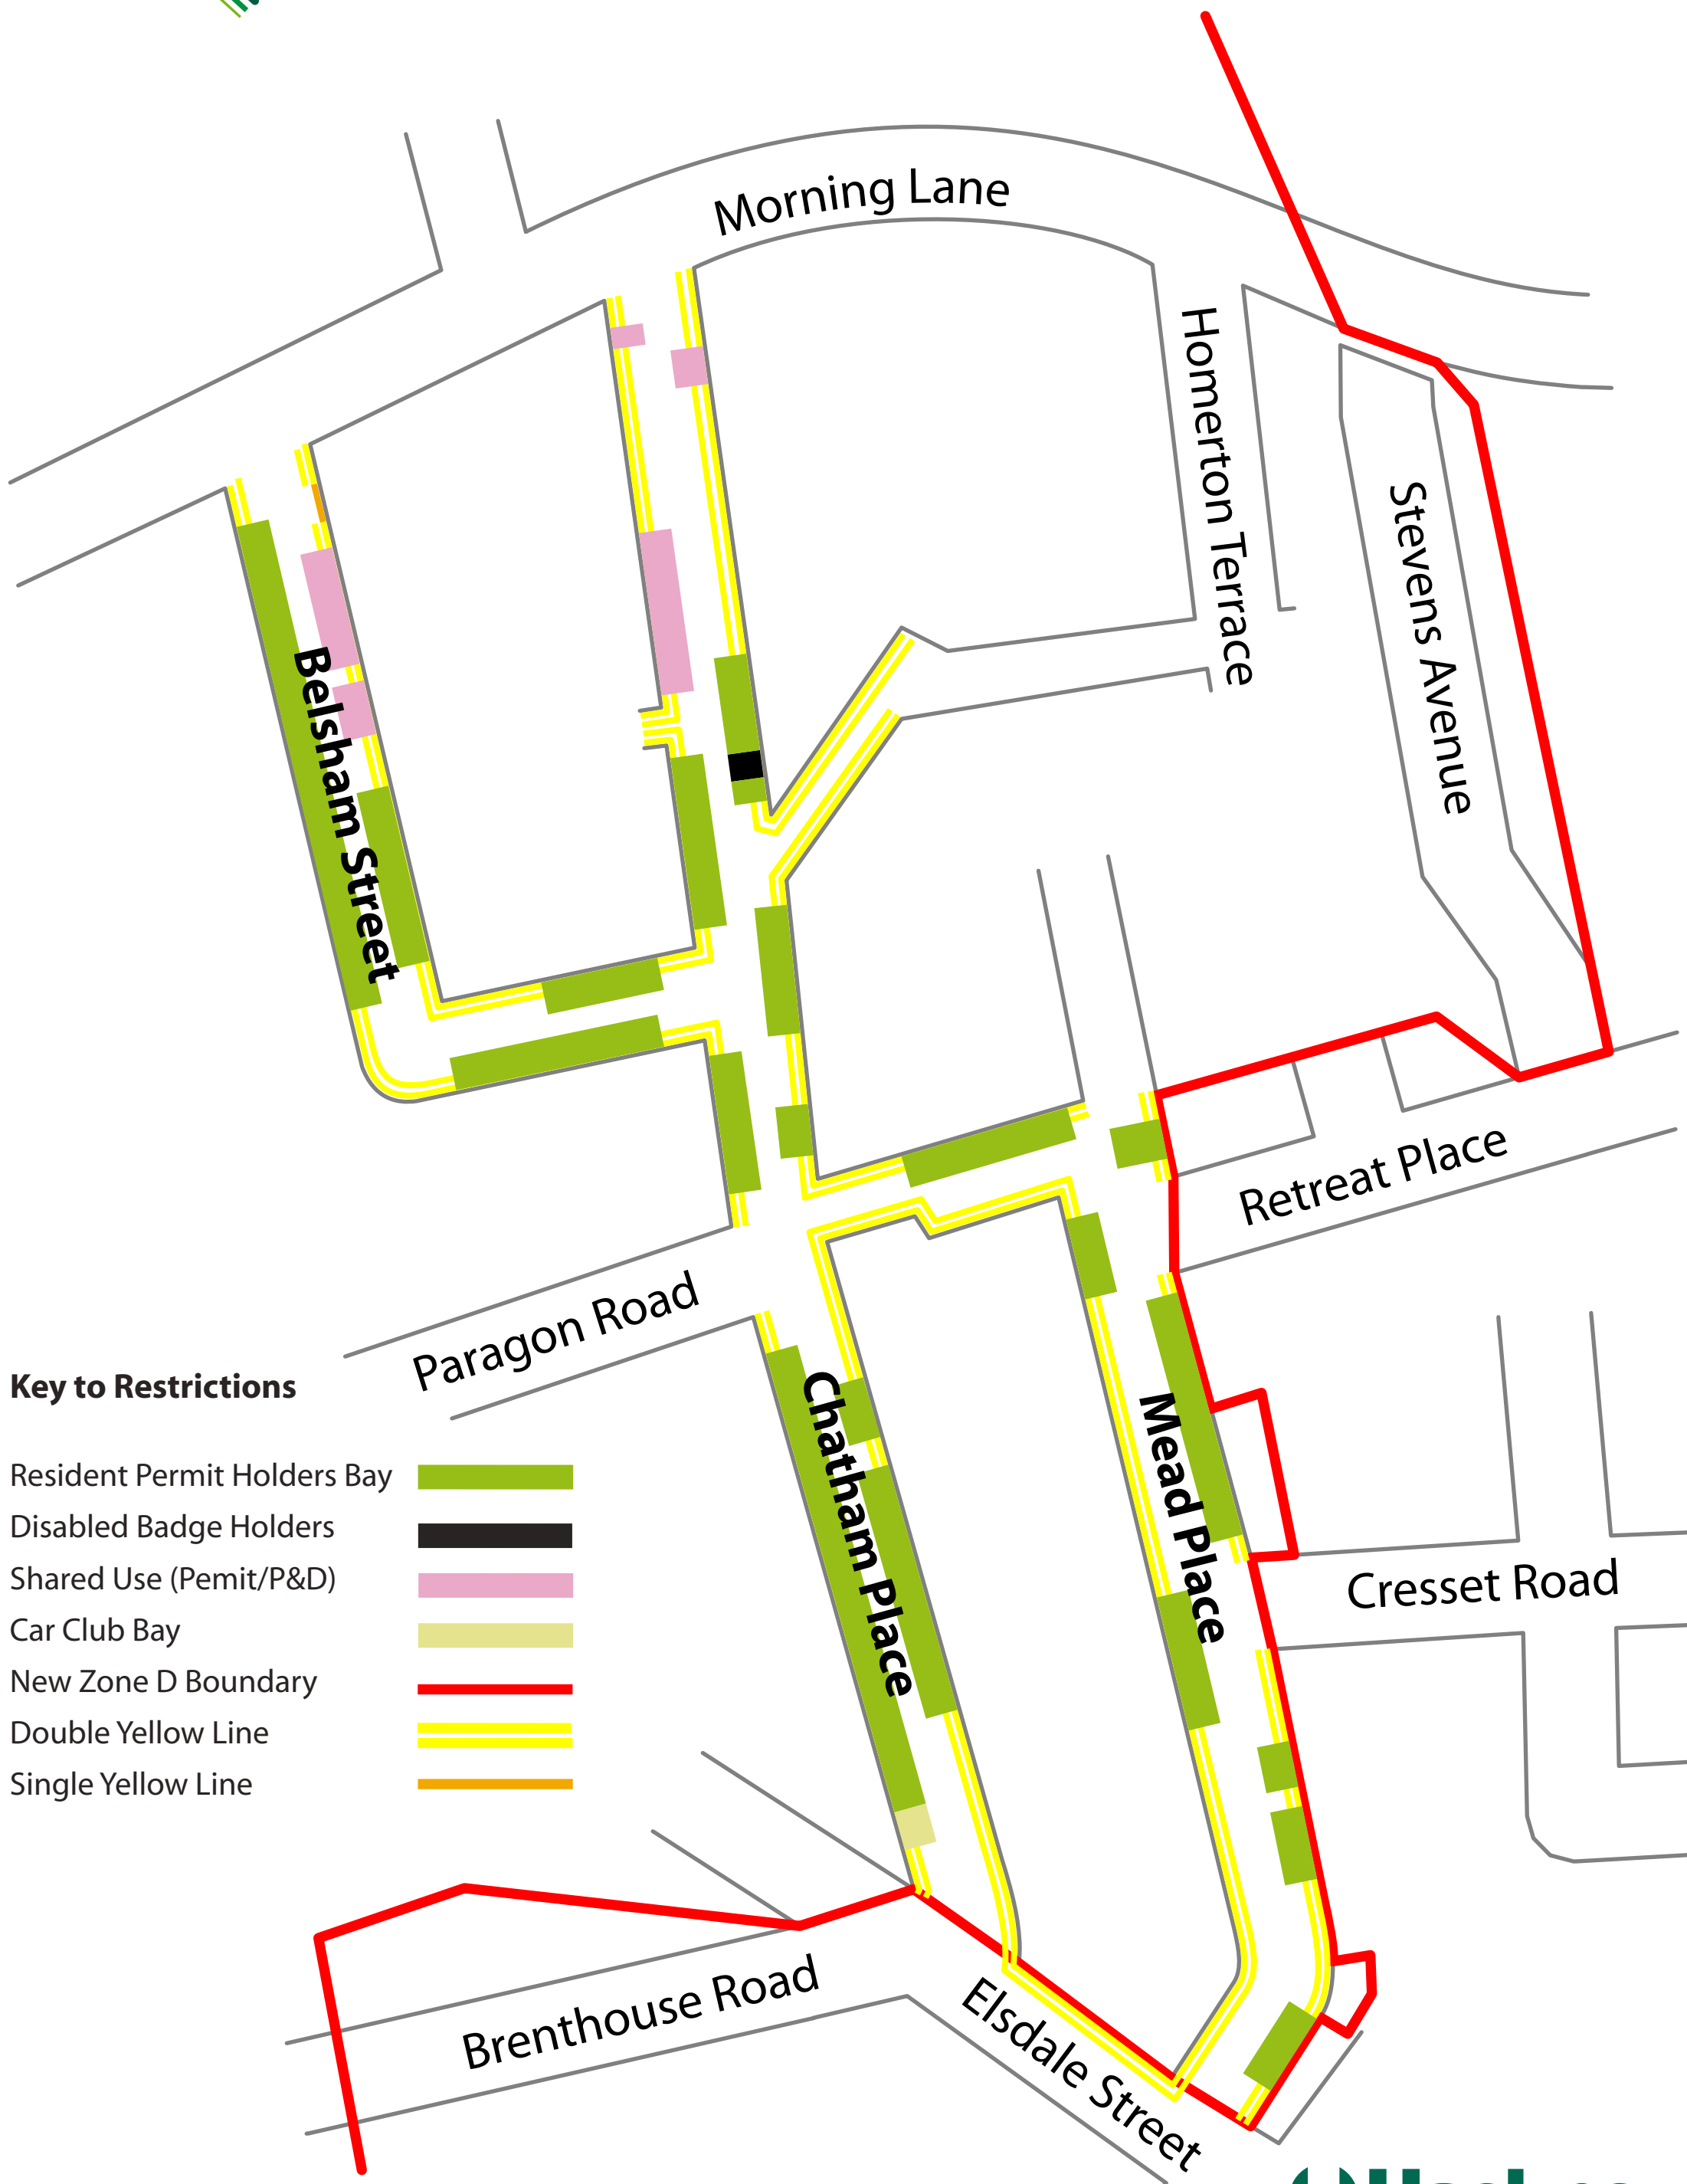 Morning Lane
Homerton Terrace
Stevens Avenue
Belsham Street
Retreat Place
Paragon Road
Key to Restrictions
Resident Permit Holders Bay
Disabled Badge Holders
Shared Use (Pemit/P&D)
Car Club Bay
New Zone D Boundary
Double Yellow Line
Single Yellow Line
Chatham Place
Mead Place
Cresset Road
Brenthouse Road
Elsdale Street